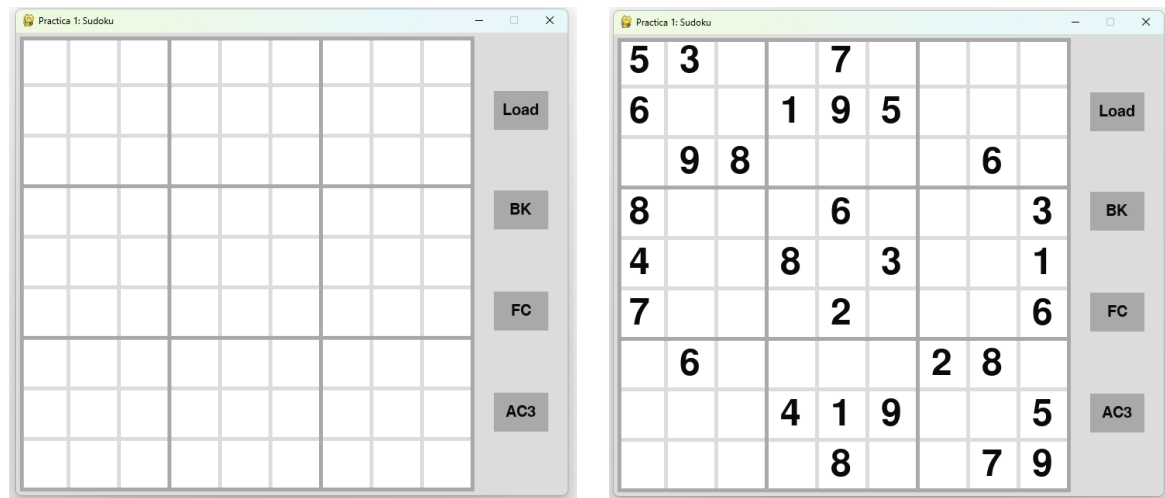 Practica 1: Sudoku
Load
BK
FC
AC3
Practica 1: Sudoku
5 3 7
6 1 9 5
Load
9 8 6
8 6 3
BK
4 8 3 1
7 2 6
FC
6 2 8
4 1 9 5
AC3
8 7 9